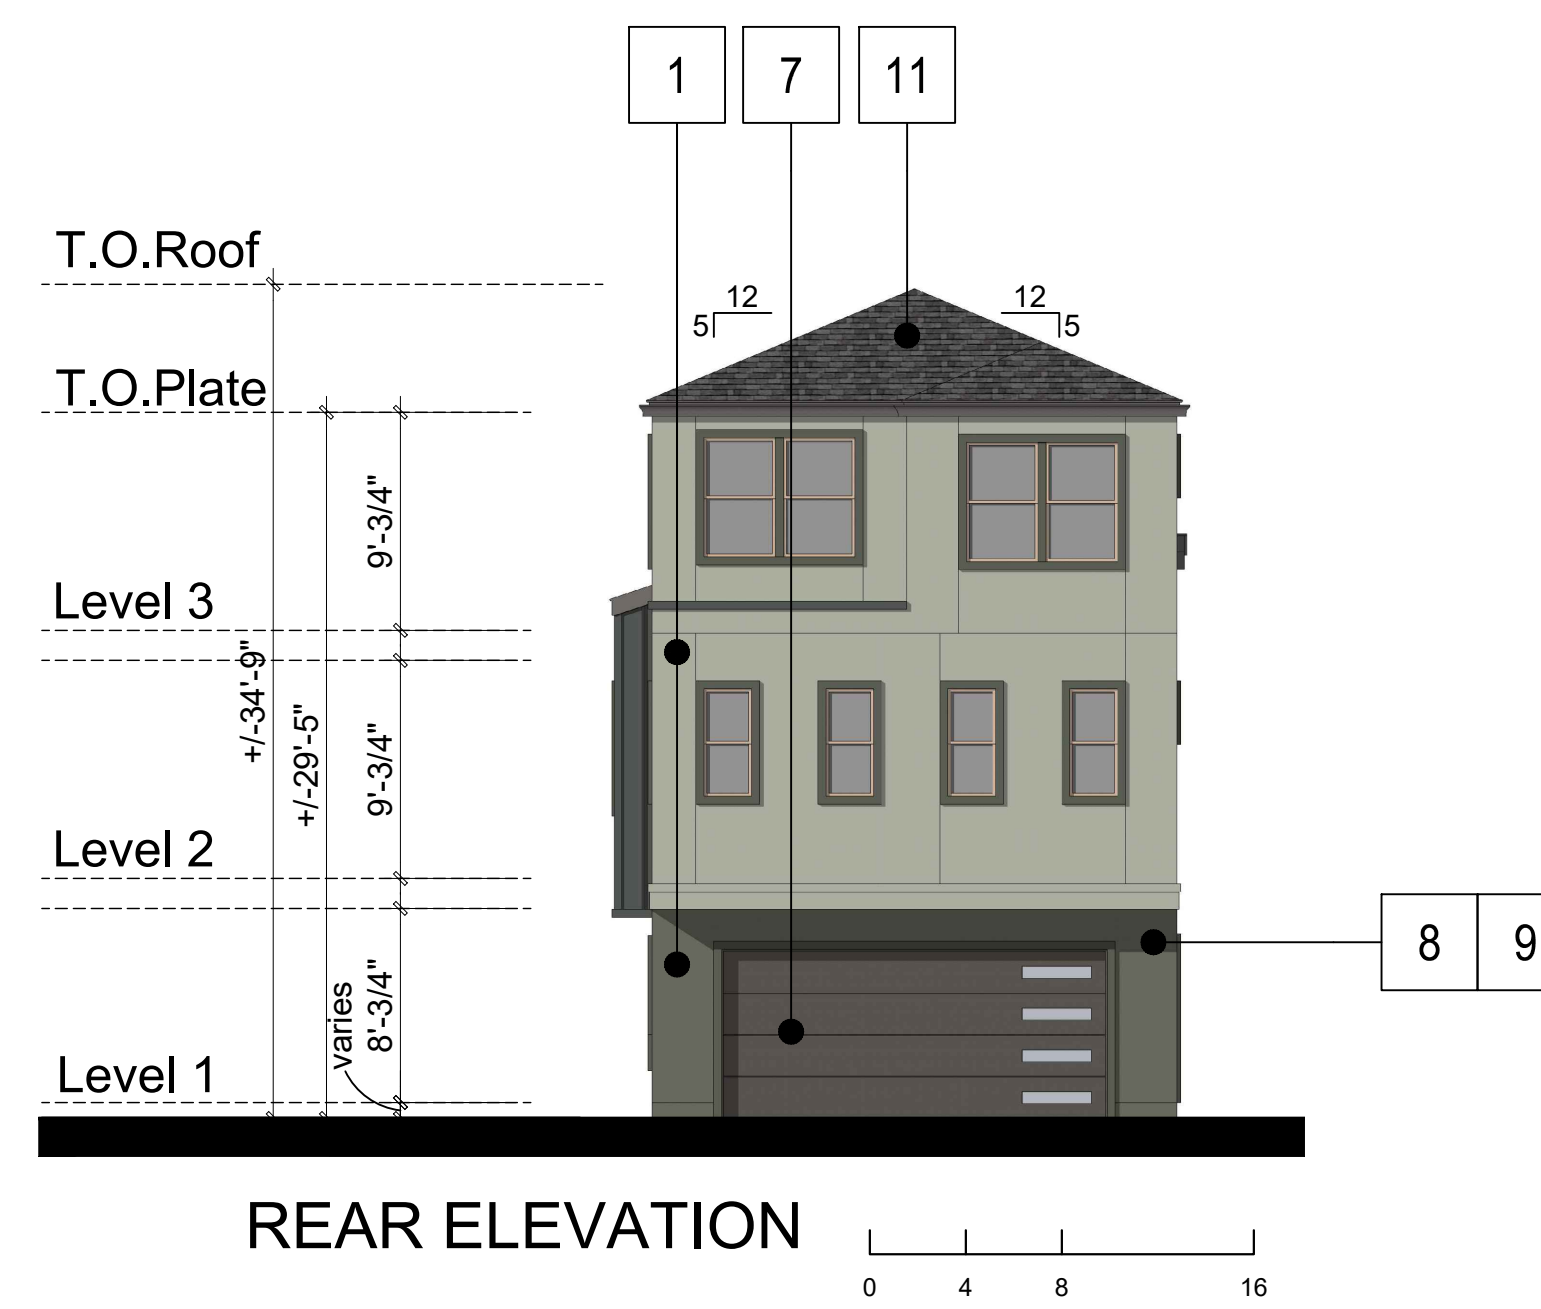 1 7 11
T.O.Roof
12 12
5 5
T.O.Plate
9'-3/4"
Level 3
+/-34'-9"
+/-29'-5"
9'-3/4"
Level 2
8 9
varies
8'-3/4"
Level 1
REAR ELEVATION
0 4 8 16